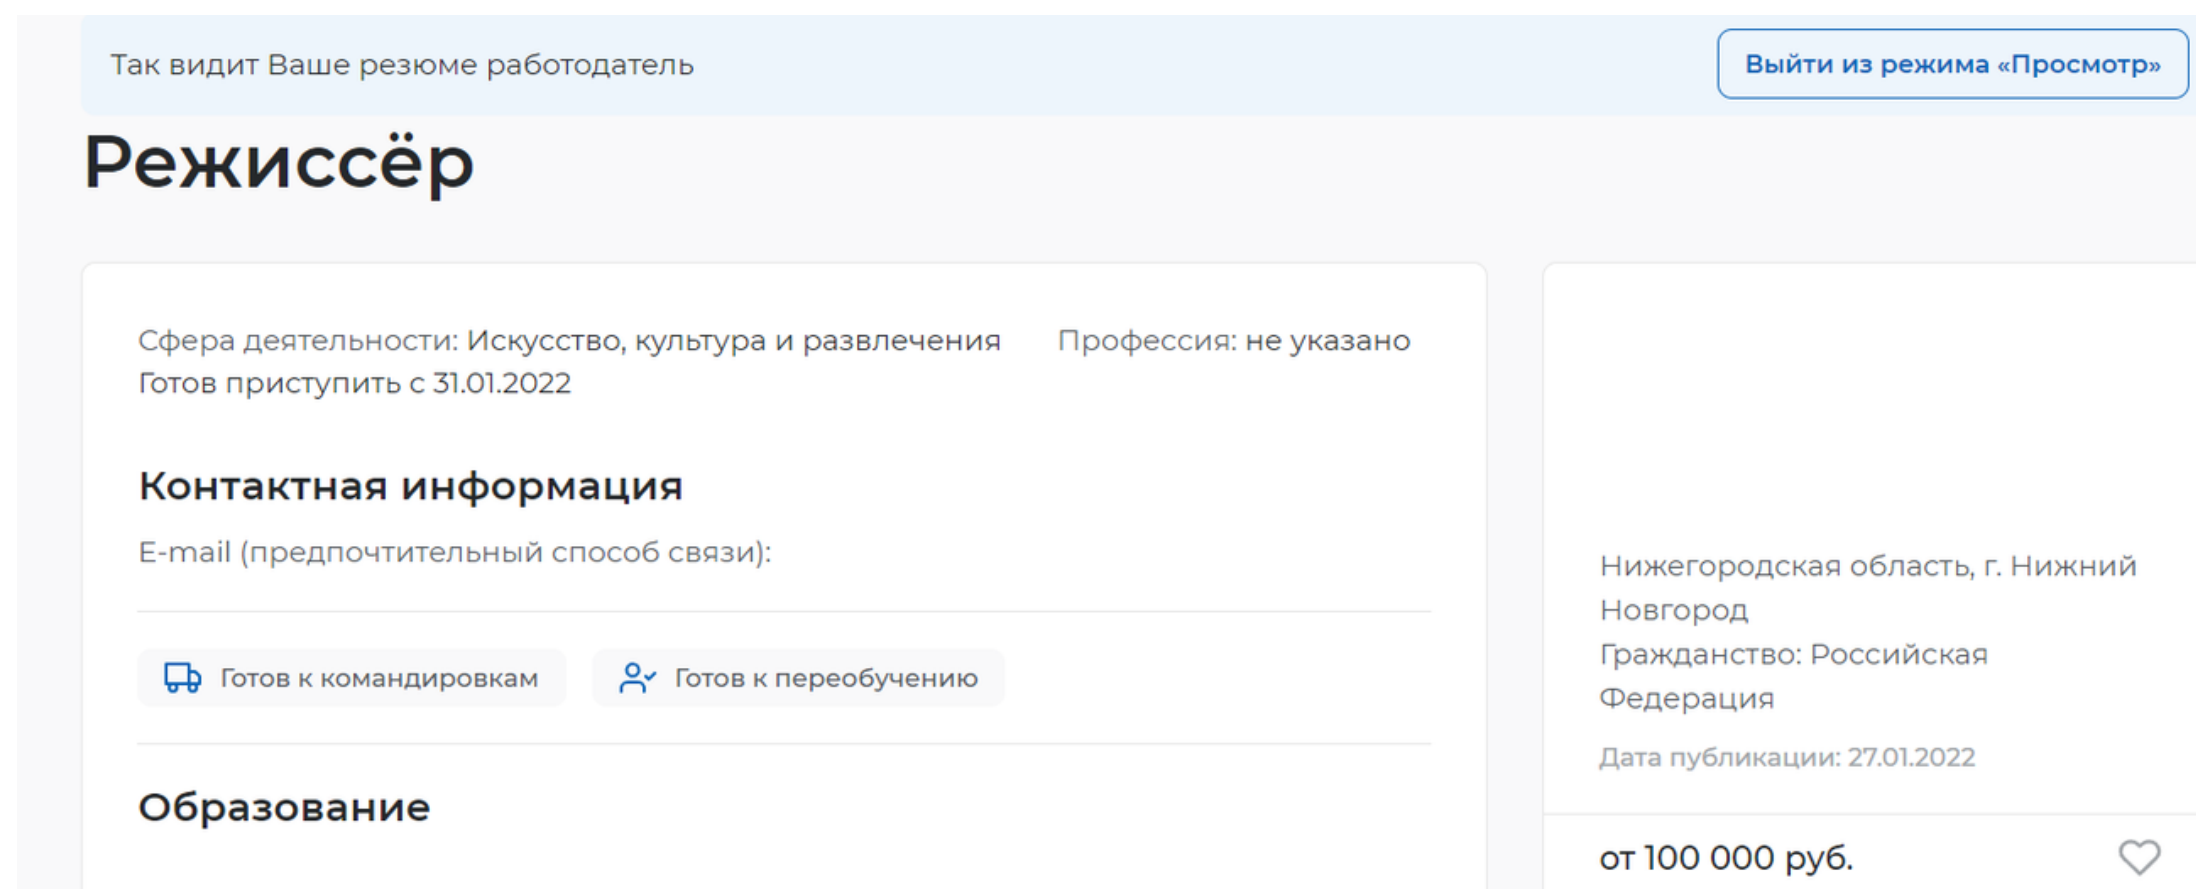 Так видит Ваше резюме работодатель
Выйти из режима «Просмотр»
Режиссёр
Сфера деятельности: Искусство, культура и развлечения
Профессия: не указано
Готов приступить с 31.01.2022
Контактная информация
E-mail (предпочтительный способ связи):
Готов к командировкам
Готов к переобучению
Образование
Нижегородская область, г. Нижний
Новгород
Гражданство: Российская
Федерация
Дата публикации: 27.01.2022
от 100 000 руб.